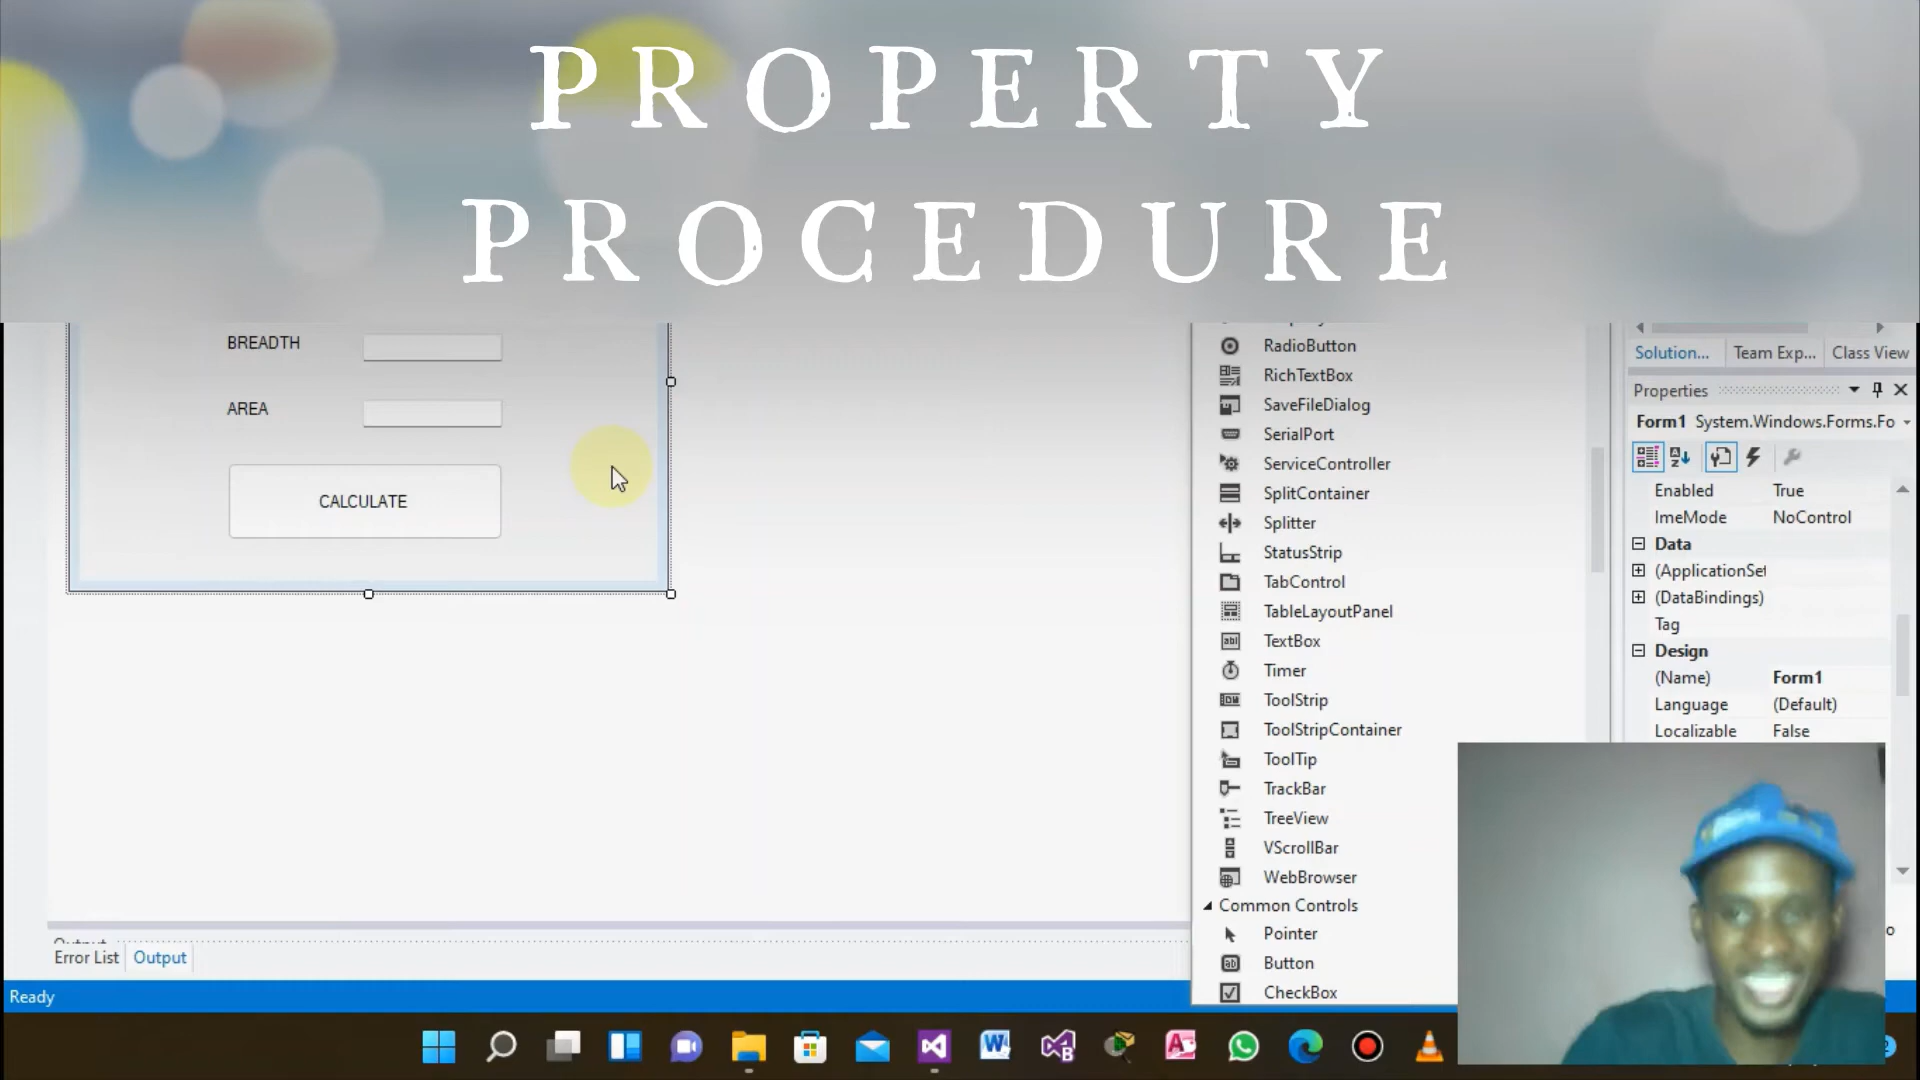 PROPERTY
PROCEDURE
BREADTH
AREA
CALCULATE
RadioButton
RichTextBox
SaveFileDialog
SerialPort
ServiceController
SplitContainer
Splitter
StatusStrip
TabControl
TableLayoutPanel
TextBox
Timer
ToolStrip
ToolStripContainer
ToolTip
TrackBar
TreeView
VScrollBar
WebBrowser
Common Controls
Pointer
Button
CheckBox
Solution... Team Exp... Class View
Properties
Form1 System.Windows.Forms.Fo
Enabled True
ImeMode NoControl
Data
(ApplicationSet
(DataBindings)
Tag
Design
(Name) Form1
Language (Default)
Localizable False
Output
Error List Output
Ready